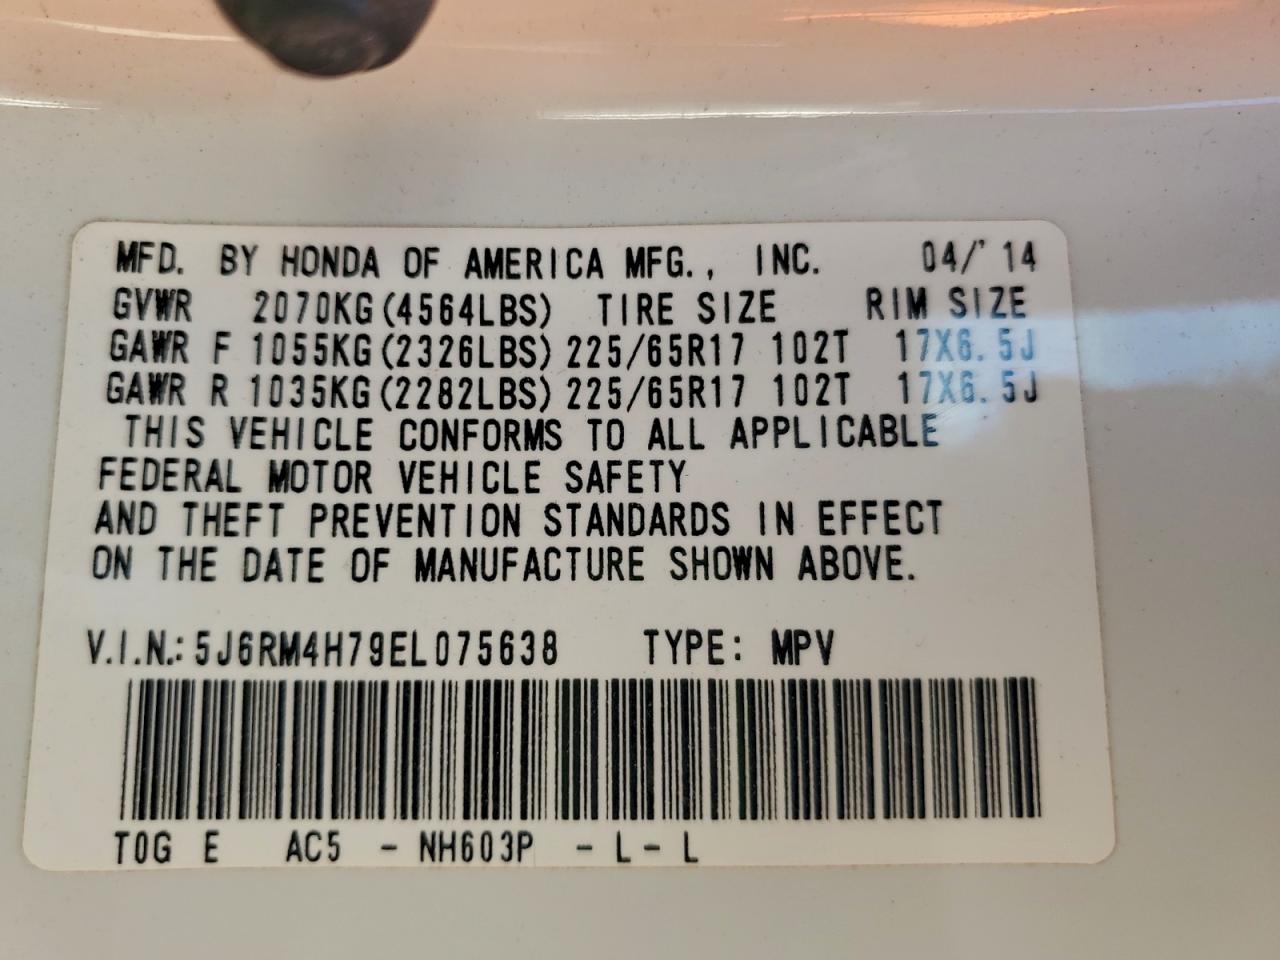 MFD. BY HONDA OF AMERICA MFG., INC. 04/'14
GVWR 2070KG(4564LBS) TIRE SIZE RIM SIZE
GAWR F 1055KG(2326LBS) 225/65R17 102T 17X6.5J
GAWR R 1035KG(2282LBS) 225/65R17 102T 17X6.5J
THIS VEHICLE CONFORMS TO ALL APPLICABLE
FEDERAL MOTOR VEHICLE SAFETY
AND THEFT PREVENTION STANDARDS IN EFFECT
ON THE DATE OF MANUFACTURE SHOWN ABOVE.
V.I.N.: 5J6RM4H79EL075638 TYPE: MPV
T0G E AC5 - NH603P - L - L